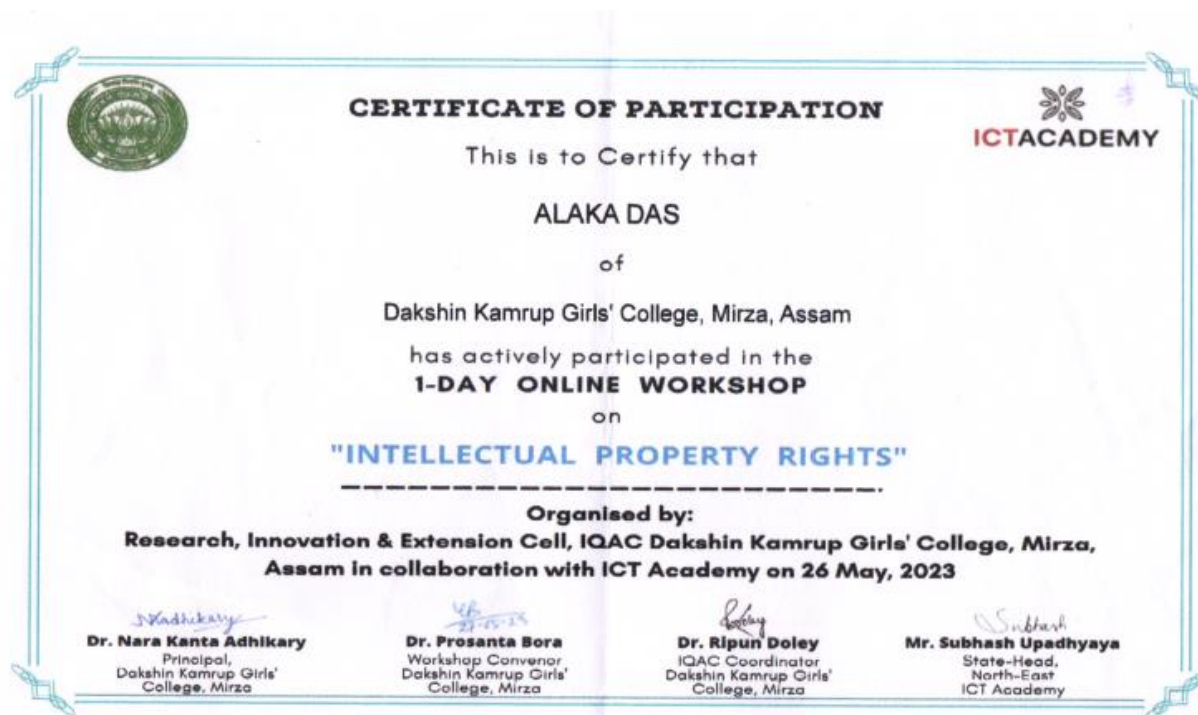 CERTIFICATE OF PARTICIPATION
ICTACADEMY
This is to Certify that
ALAKA DAS
of
Dakshin Kamrup Girls' College, Mirza, Assam
has actively participated in the
1-DAY ONLINE WORKSHOP
on
"INTELLECTUAL PROPERTY RIGHTS"
Organised by:
Research, Innovation & Extension Cell, IQAC Dakshin Kamrup Girls' College, Mirza,
Assam in collaboration with ICT Academy on 26 May, 2023
Dr. Nara Kanta Adhikary
Principal,
Dakshin Kamrup Girls'
College, Mirza
Dr. Prosanta Bora
Workshop Convenor
Dakshin Kamrup Girls'
College, Mirza
Dr. Ripun Doley
IQAC Coordinator
Dakshin Kamrup Girls'
College, Mirza
Subhash
Mr. Subhash Upadhyaya
State-Head,
North-East
ICT Academy